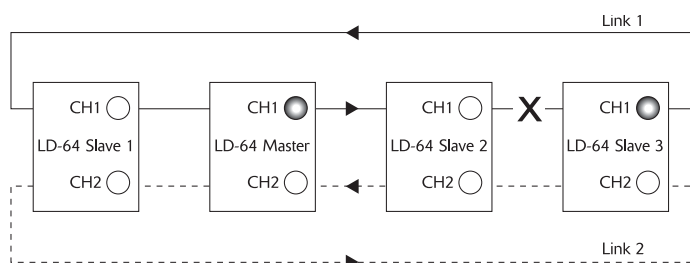 Link 1
CH1 CH1 CH1 X CH1
LD-64 Slave 1 LD-64 Master LD-64 Slave 2 LD-64 Slave 3
CH2 CH2 CH2 CH2
Link 2